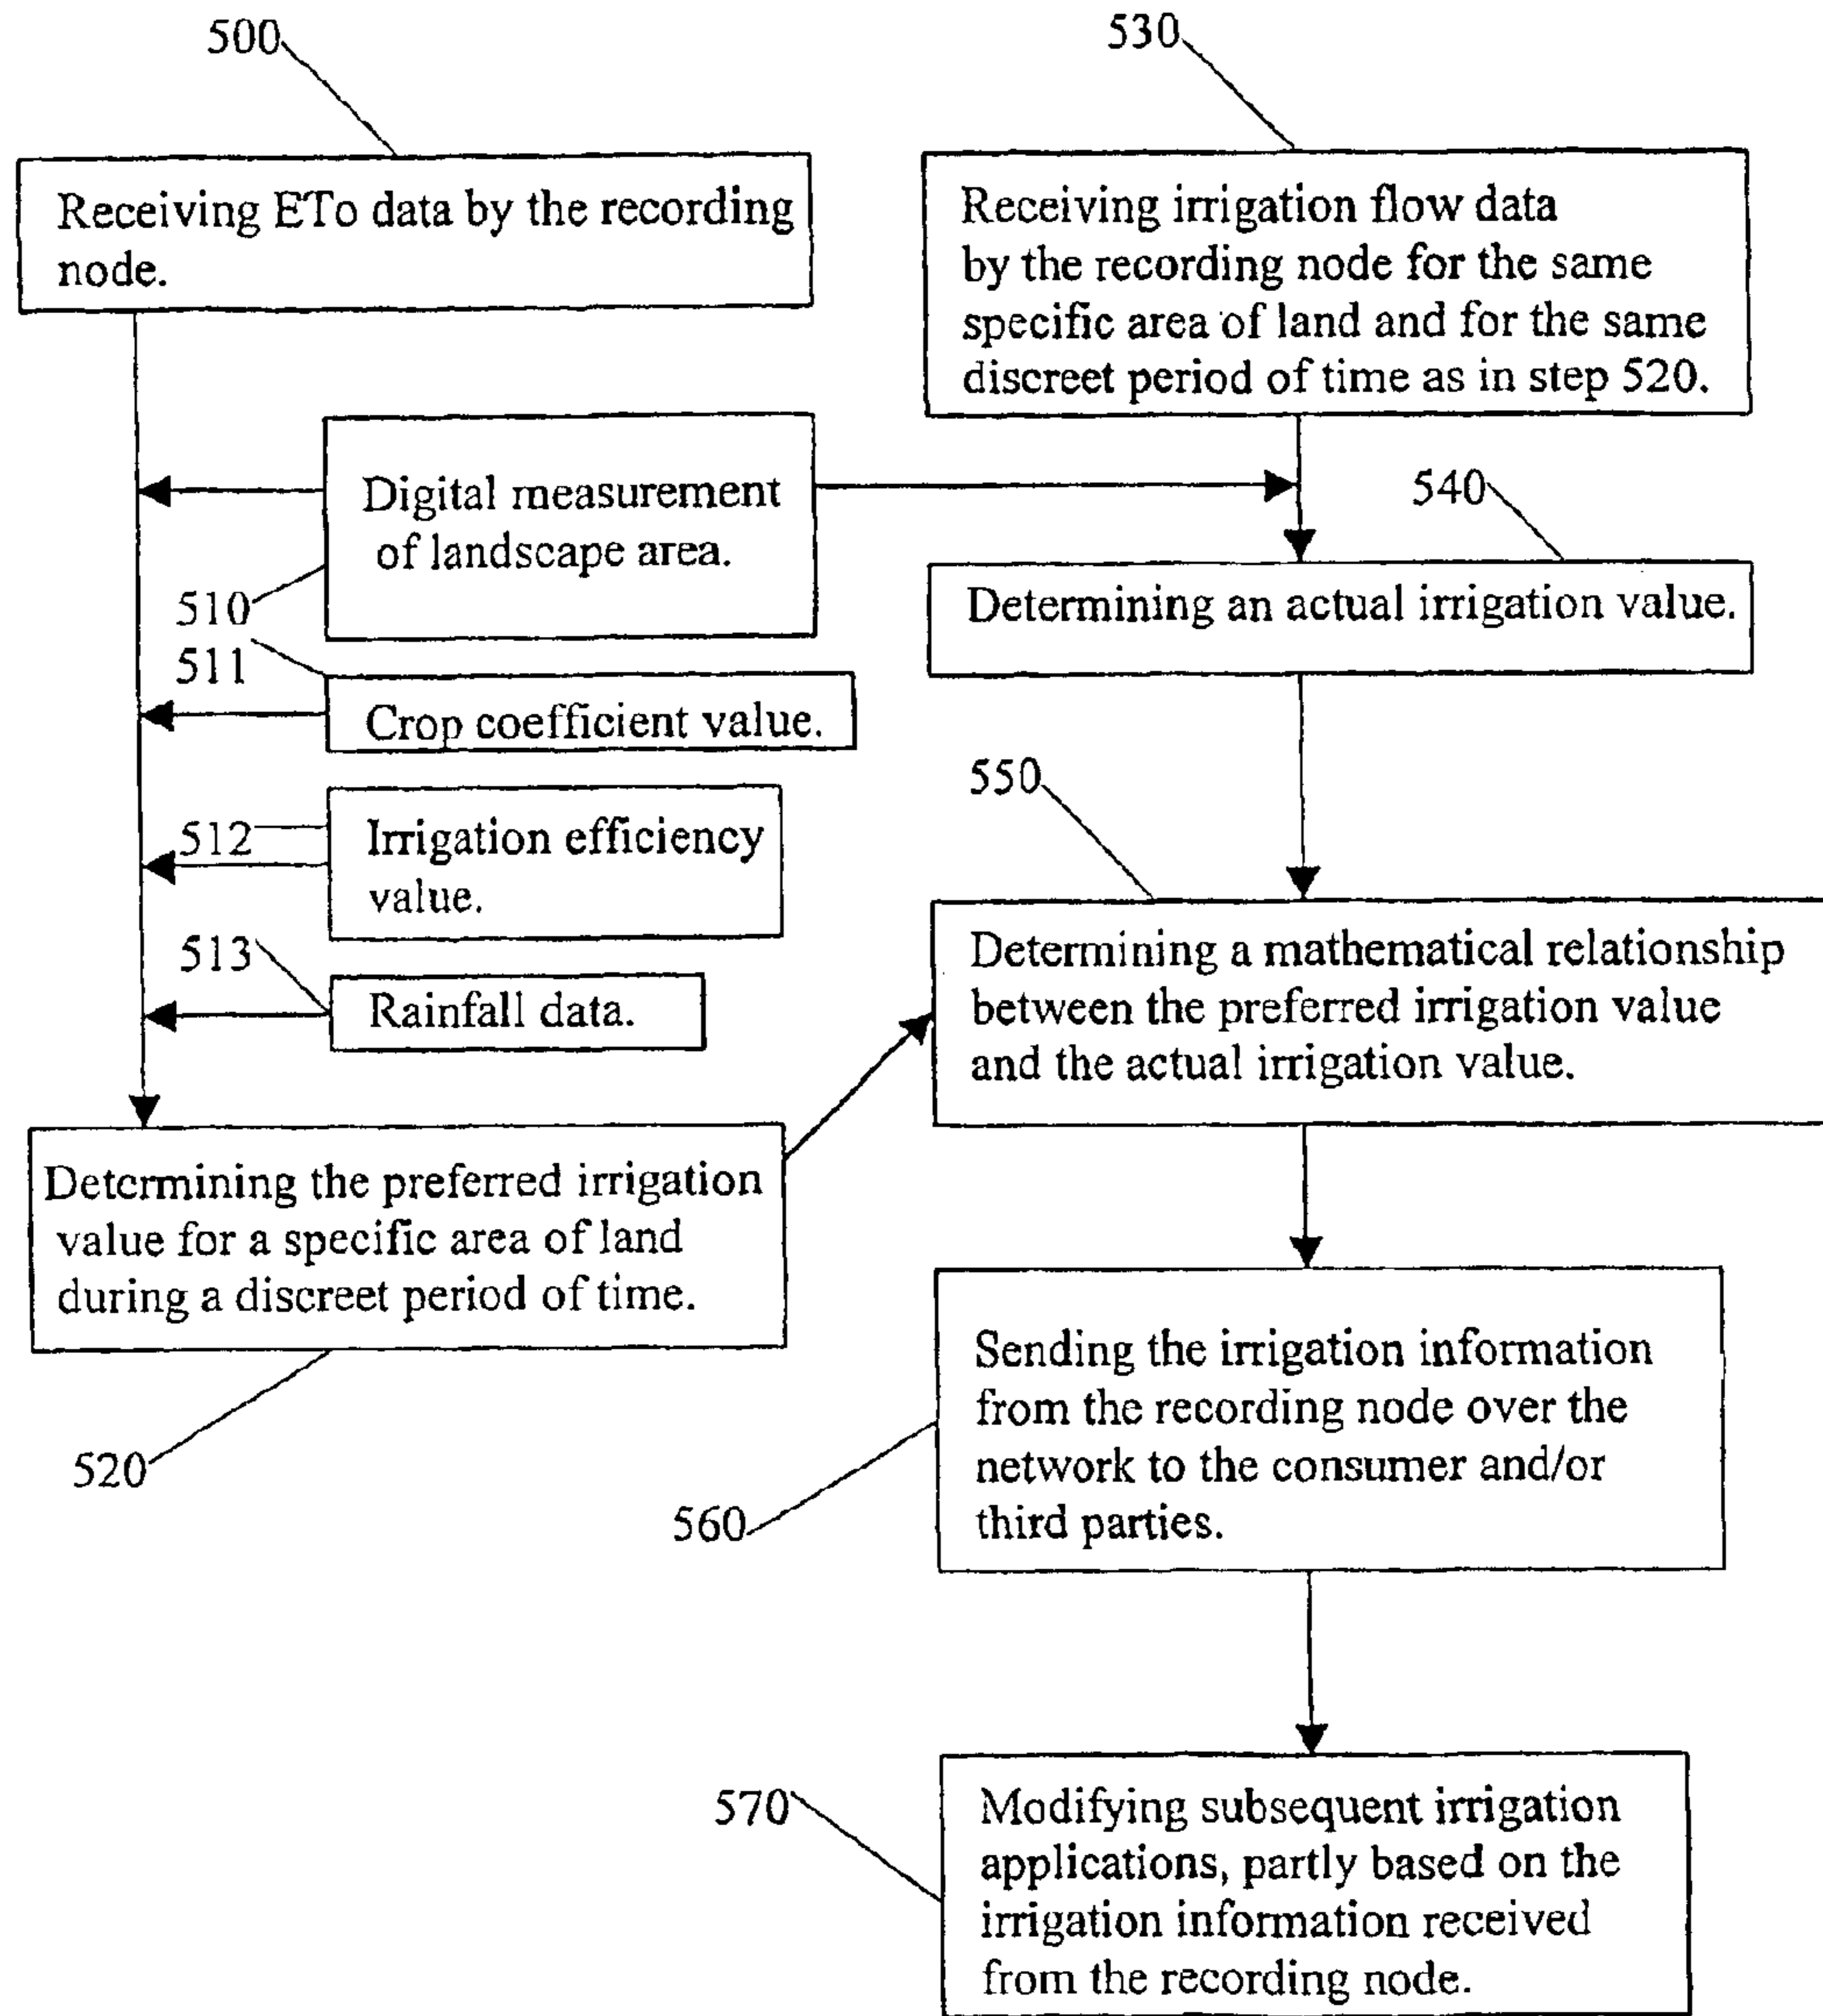 500
530
Receiving ETo data by the recording
node.
Receiving irrigation flow data
by the recording node for the same
specific area of land and for the same
discreet period of time as in step 520.
Digital measurement
of landscape area.
540
510
Determining an actual irrigation value.
511
Crop coefficient value.
550
512
Irrigation efficiency
value.
513
Rainfall data.
Determining a mathematical relationship
between the preferred irrigation value
and the actual irrigation value.
Determining the preferred irrigation
value for a specific area of land
during a discreet period of time.
520
Sending the irrigation information
from the recording node over the
network to the consumer and/or
third parties.
560
570
Modifying subsequent irrigation
applications, partly based on the
irrigation information received
from the recording node.